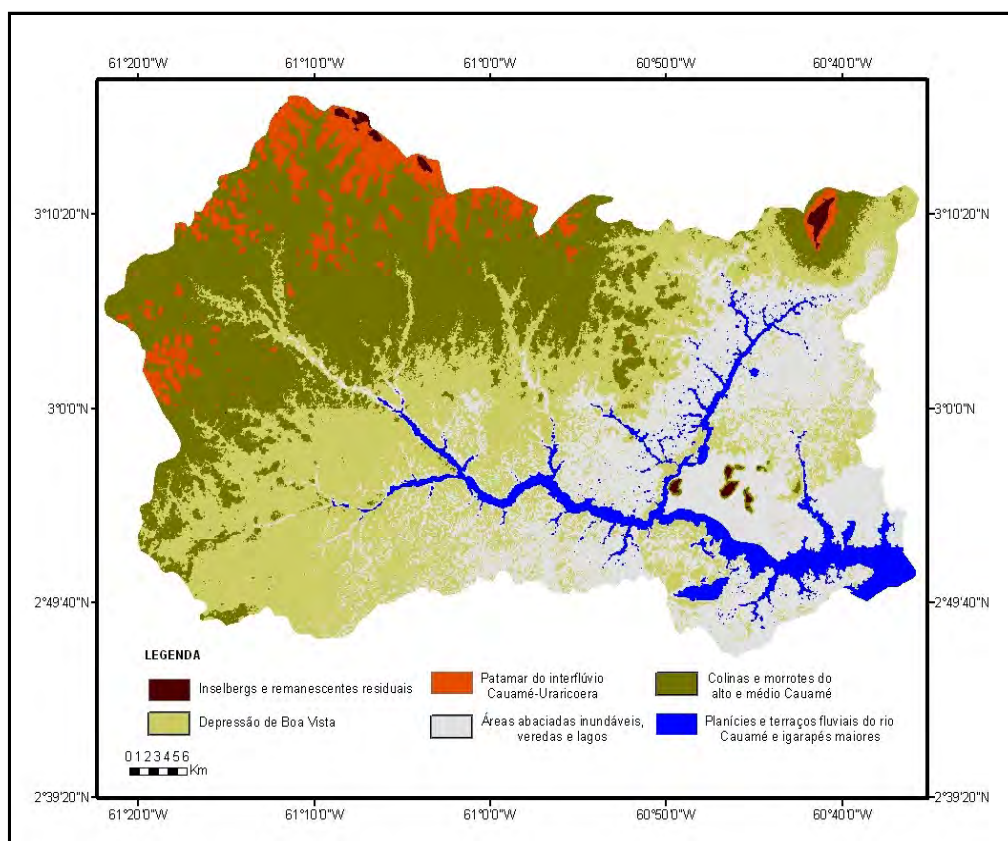 61°20'0"W 61°10'0"W 61°0'0"W 60°50'0"W 60°40'0"W
3°10'20"N 3°10'20"N
3°0'0"N 3°0'0"N
2°49'40"N 2°49'40"N
LEGENDA
Inselbergs e remanescentes residuais
Patamar do interflúvio
Cauamé-Uraricoera
Colinas e morrotes do
alto e médio Cauamé
Depressão de Boa Vista
Áreas abaciadas inundáveis,
veredas e lagos
Planícies e terraços fluviais do rio
Cauamé e igarapés maiores
0 1 2 3 4 5 6
Km
2°39'20"N 2°39'20"N
61°20'0"W 61°10'0"W 61°0'0"W 60°50'0"W 60°40'0"W